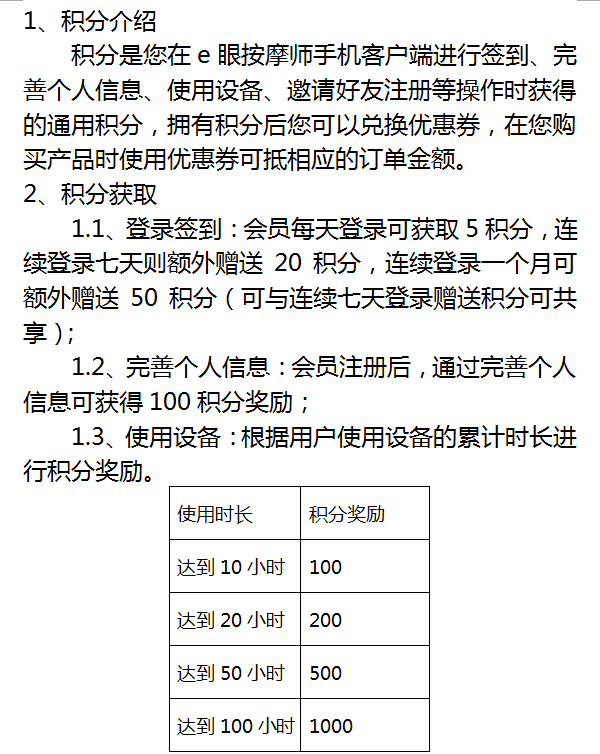 1、积分介绍
积分是您在 e 眼按摩师手机客户端进行签到、完
善个人信息、使用设备、邀请好友注册等操作时获得
的通用积分，拥有积分后您可以兑换优惠券，在您购
买产品时使用优惠券可抵相应的订单金额。
2、积分获取
1.1、登录签到：会员每天登录可获取 5 积分，连
续登录七天则额外赠送 20 积分，连续登录一个月可
额外赠送 50 积分（可与连续七天登录赠送积分可共
享）；
1.2、完善个人信息：会员注册后，通过完善个人
信息可获得 100 积分奖励；
1.3、使用设备：根据用户使用设备的累计时长进
行积分奖励。
使用时长 积分奖励
达到 10 小时 100
达到 20 小时 200
达到 50 小时 500
达到 100 小时 1000